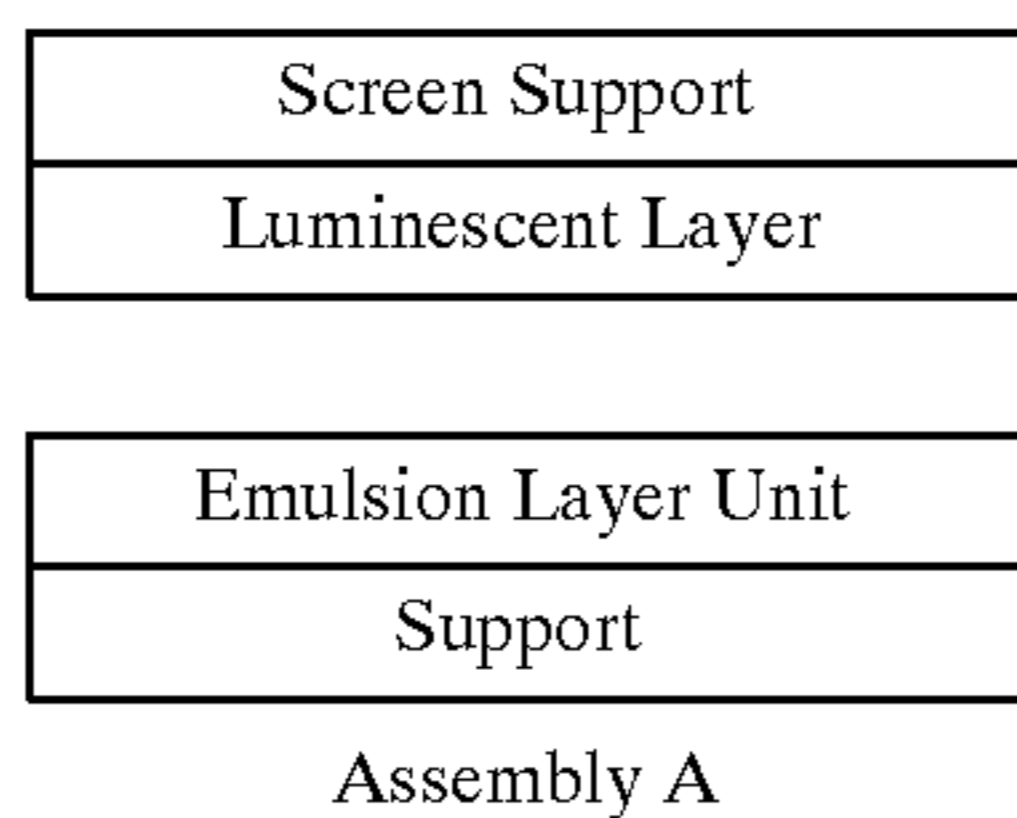 Screen Support
Luminescent Layer
Emulsion Layer Unit
Support
Assembly A